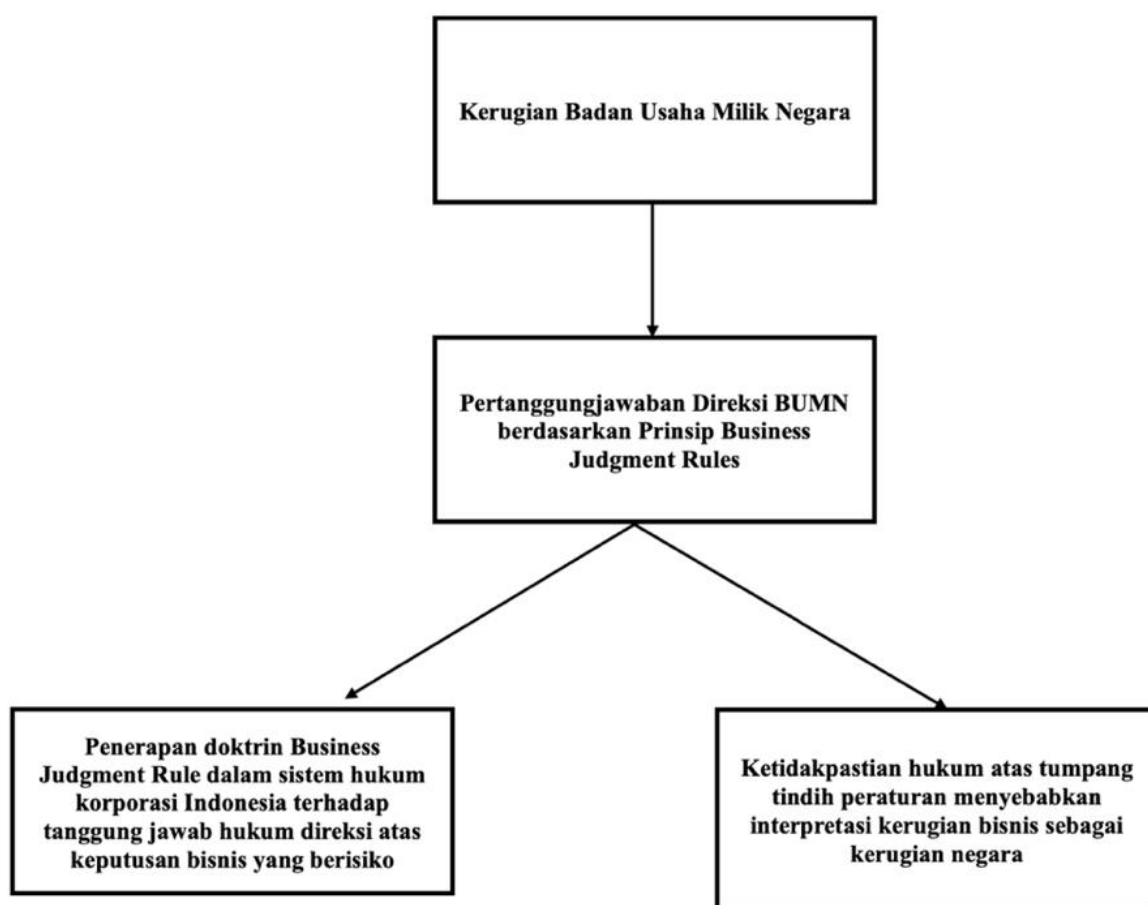 Kerugian Badan Usaha Milik Negara
Pertanggungjawaban Direksi BUMN
berdasarkan Prinsip Business
Judgment Rules
Penerapan doktrin Business
Judgment Rule dalam sistem hukum
korporasi Indonesia terhadap
tanggung jawab hukum direksi atas
keputusan bisnis yang berisiko
Ketidakpastian hukum atas tumpang
tindih peraturan menyebabkan
interpretasi kerugian bisnis sebagai
kerugian negara